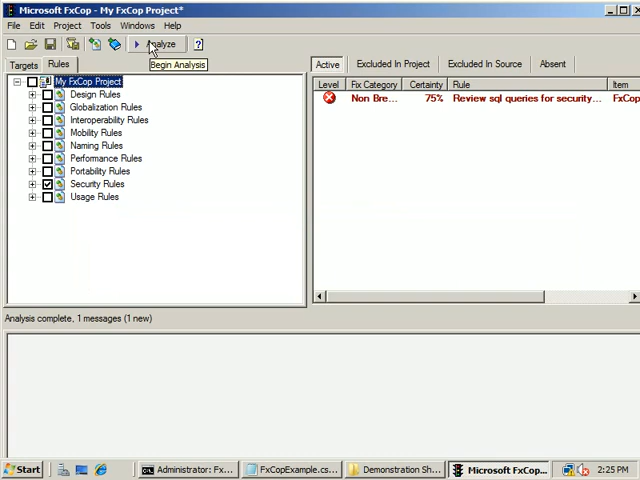 Microsoft FxCop - My FxCop Project*
File Edit Project Tools Windows Help
Analyze
Begin Analysis
Targets Rules
My FxCop Project
Design Rules
Globalization Rules
Interoperability Rules
Mobility Rules
Naming Rules
Performance Rules
Portability Rules
Security Rules
Usage Rules
Active Excluded In Project Excluded In Source Absent
Level Fix Category Certainty Rule Item
Non Bre... 75% Review sql queries for security... FxCop
Analysis complete, 1 messages (1 new)
Start Administrator: Fx... FxCopExample.cs... Demonstration Sh... Microsoft FxCop... 2:25 PM